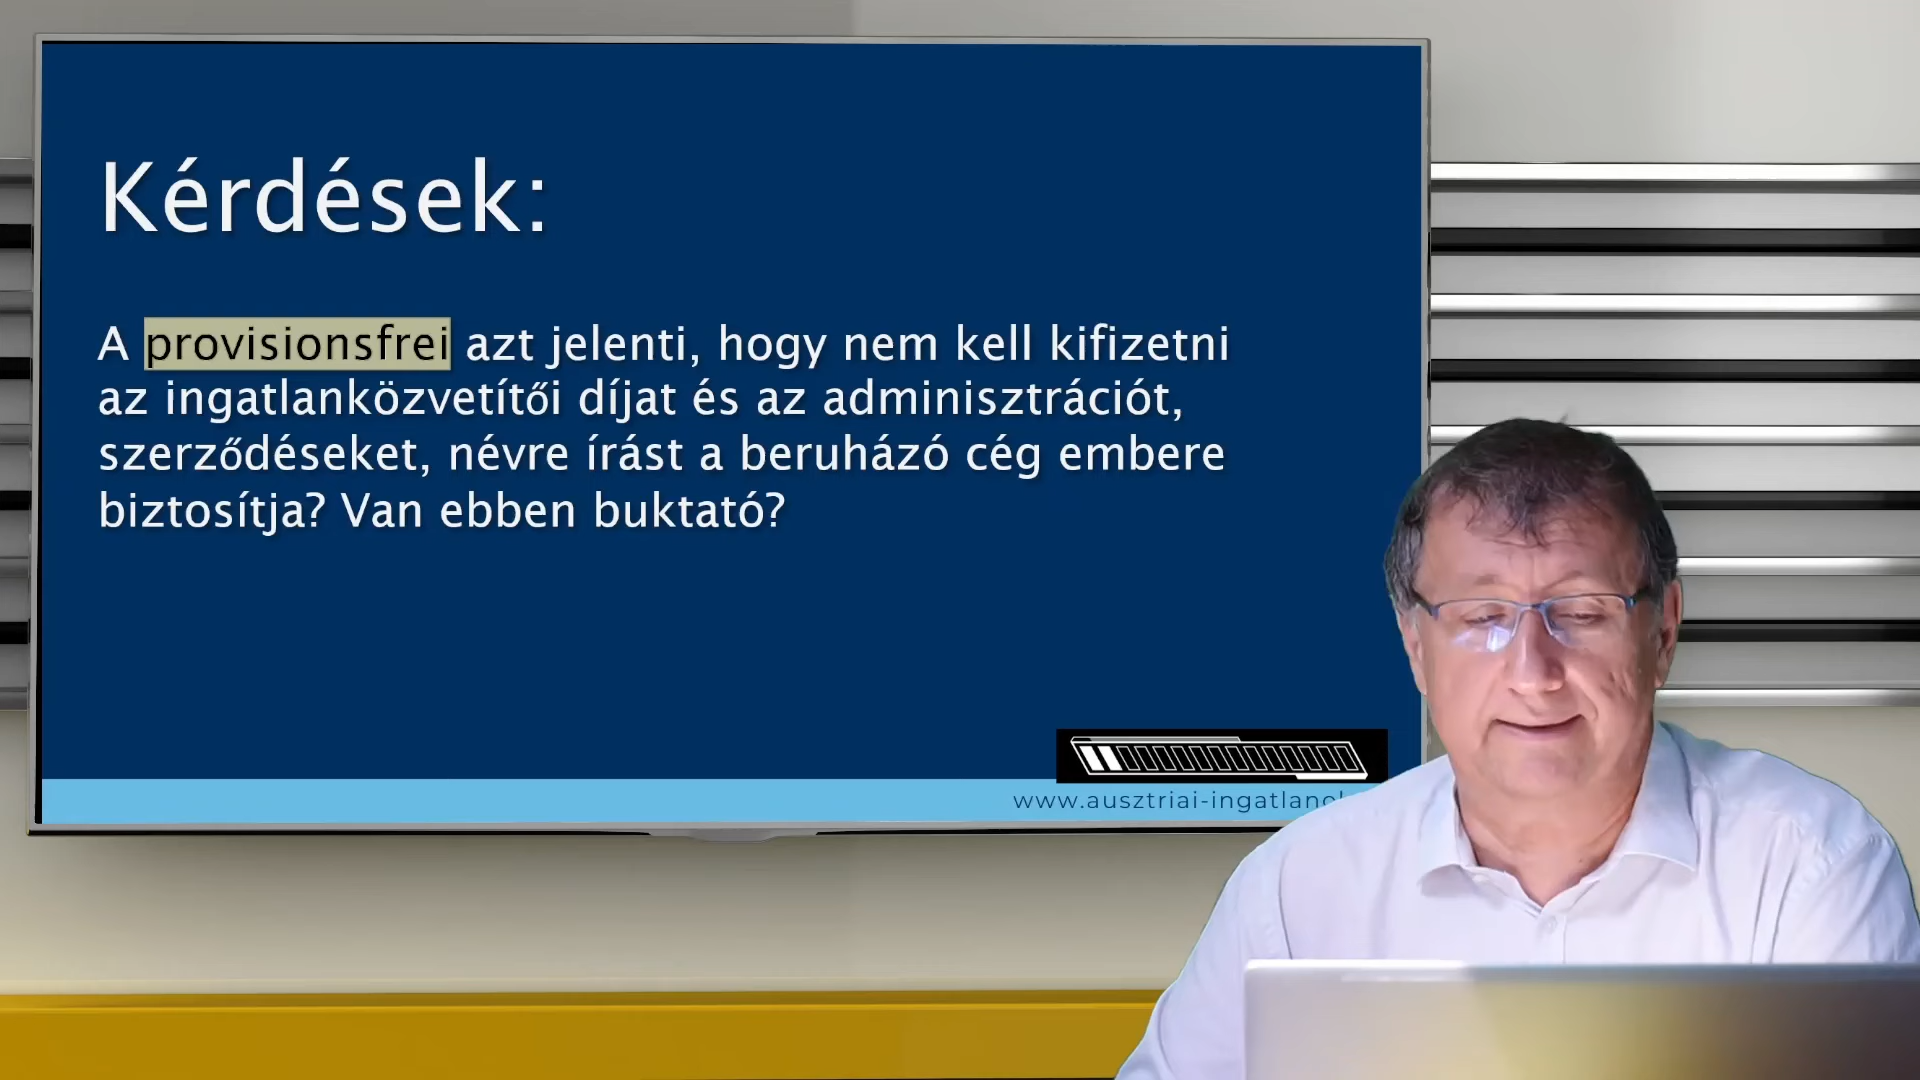 Kérdések:
A provisionsfrei azt jelenti, hogy nem kell kifizetni
az ingatlanközvetítői díjat és az adminisztrációt,
szerződéseket, névre írást a beruházó cég embere
biztosítja? Van ebben buktató?